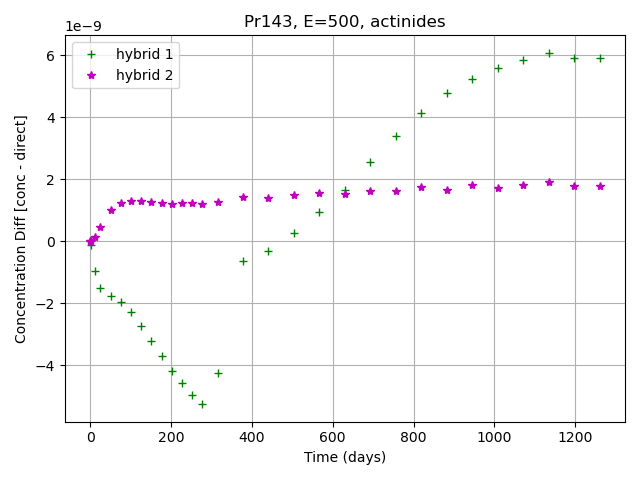 Pr143, E=500, actinides
1e−9
hybrid 1
hybrid 2
6
4
2
0
−2
−4
Concentration Diff [conc - direct]
0 200 400 600 800 1000 1200
Time (days)